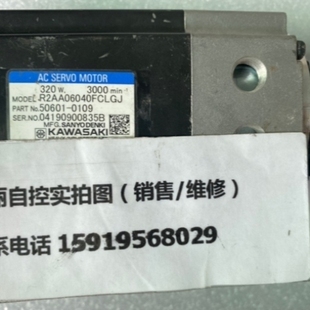 AC SERVO MOTOR
320 W. 3000 min-1
MODEL R2AA06040FCLGJ
PART No. 50601-0109
SER.NO. 04190900835B
MFG. SANYO DENKI
KAWASAKI
丽自控实拍图（销售/维修）
系电话 15919568029